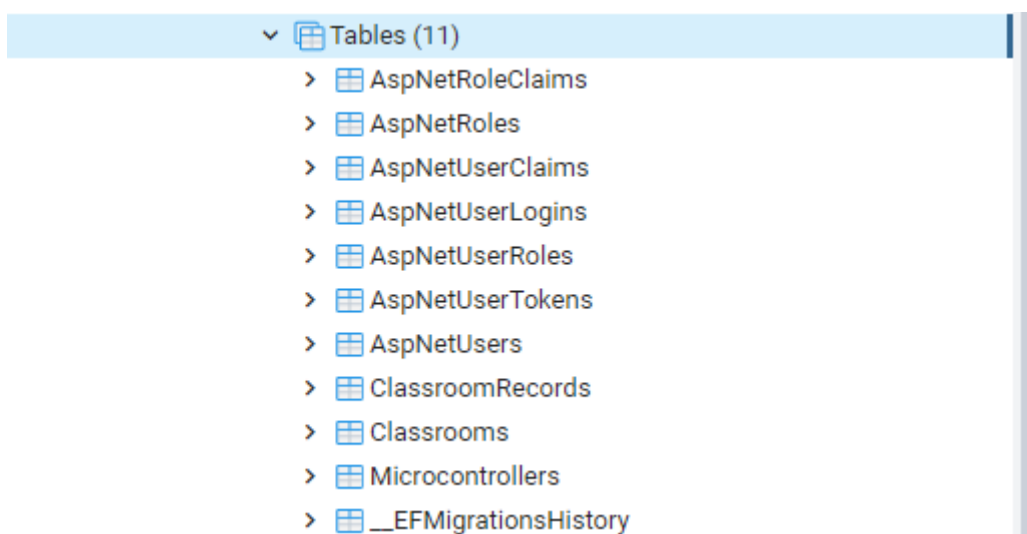 Tables (11)
AspNetRoleClaims
AspNetRoles
AspNetUserClaims
AspNetUserLogins
AspNetUserRoles
AspNetUserTokens
AspNetUsers
ClassroomRecords
Classrooms
Microcontrollers
__EFMigrationsHistory